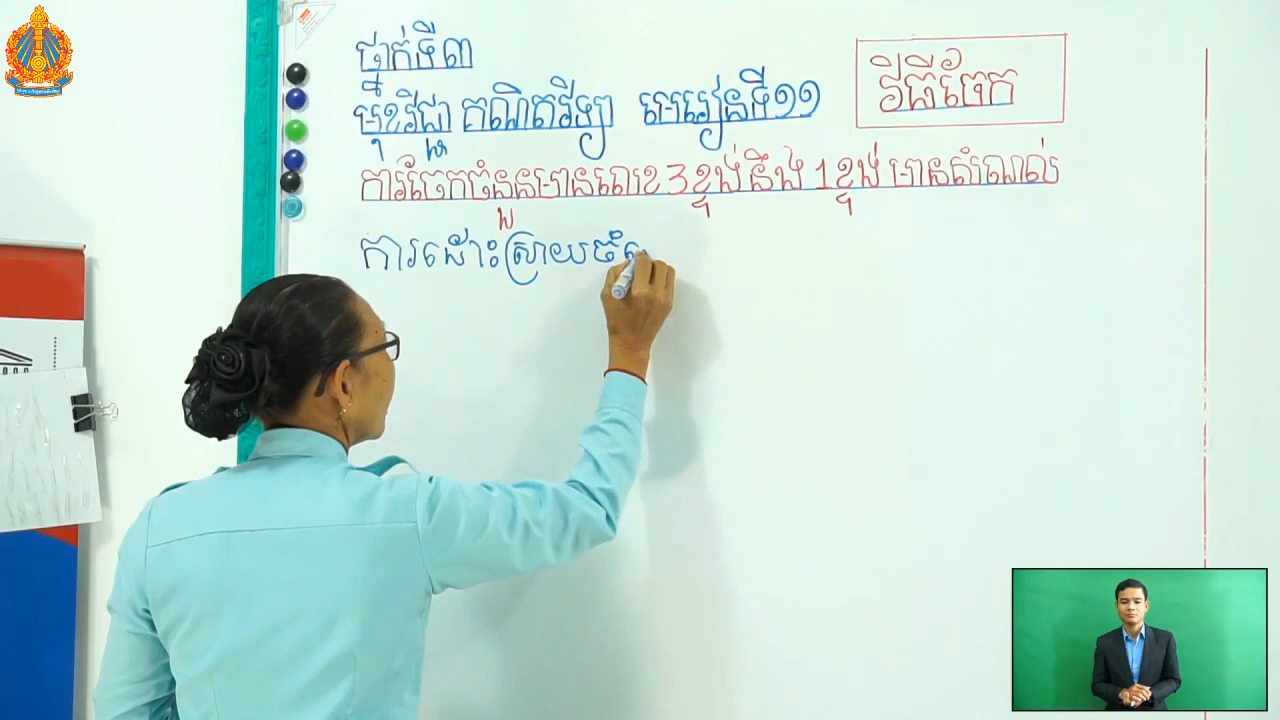 ថ្នាក់ទី៣
មុខវិជ្ជា គណិតវិទ្យា មេរៀនទី១១
វិធីចែក
ការចែកចំនួនមានលេខ 3 ខ្ទង់ នឹង 1 ខ្ទង់ មានសំណល់
ការដោះស្រាយចំ